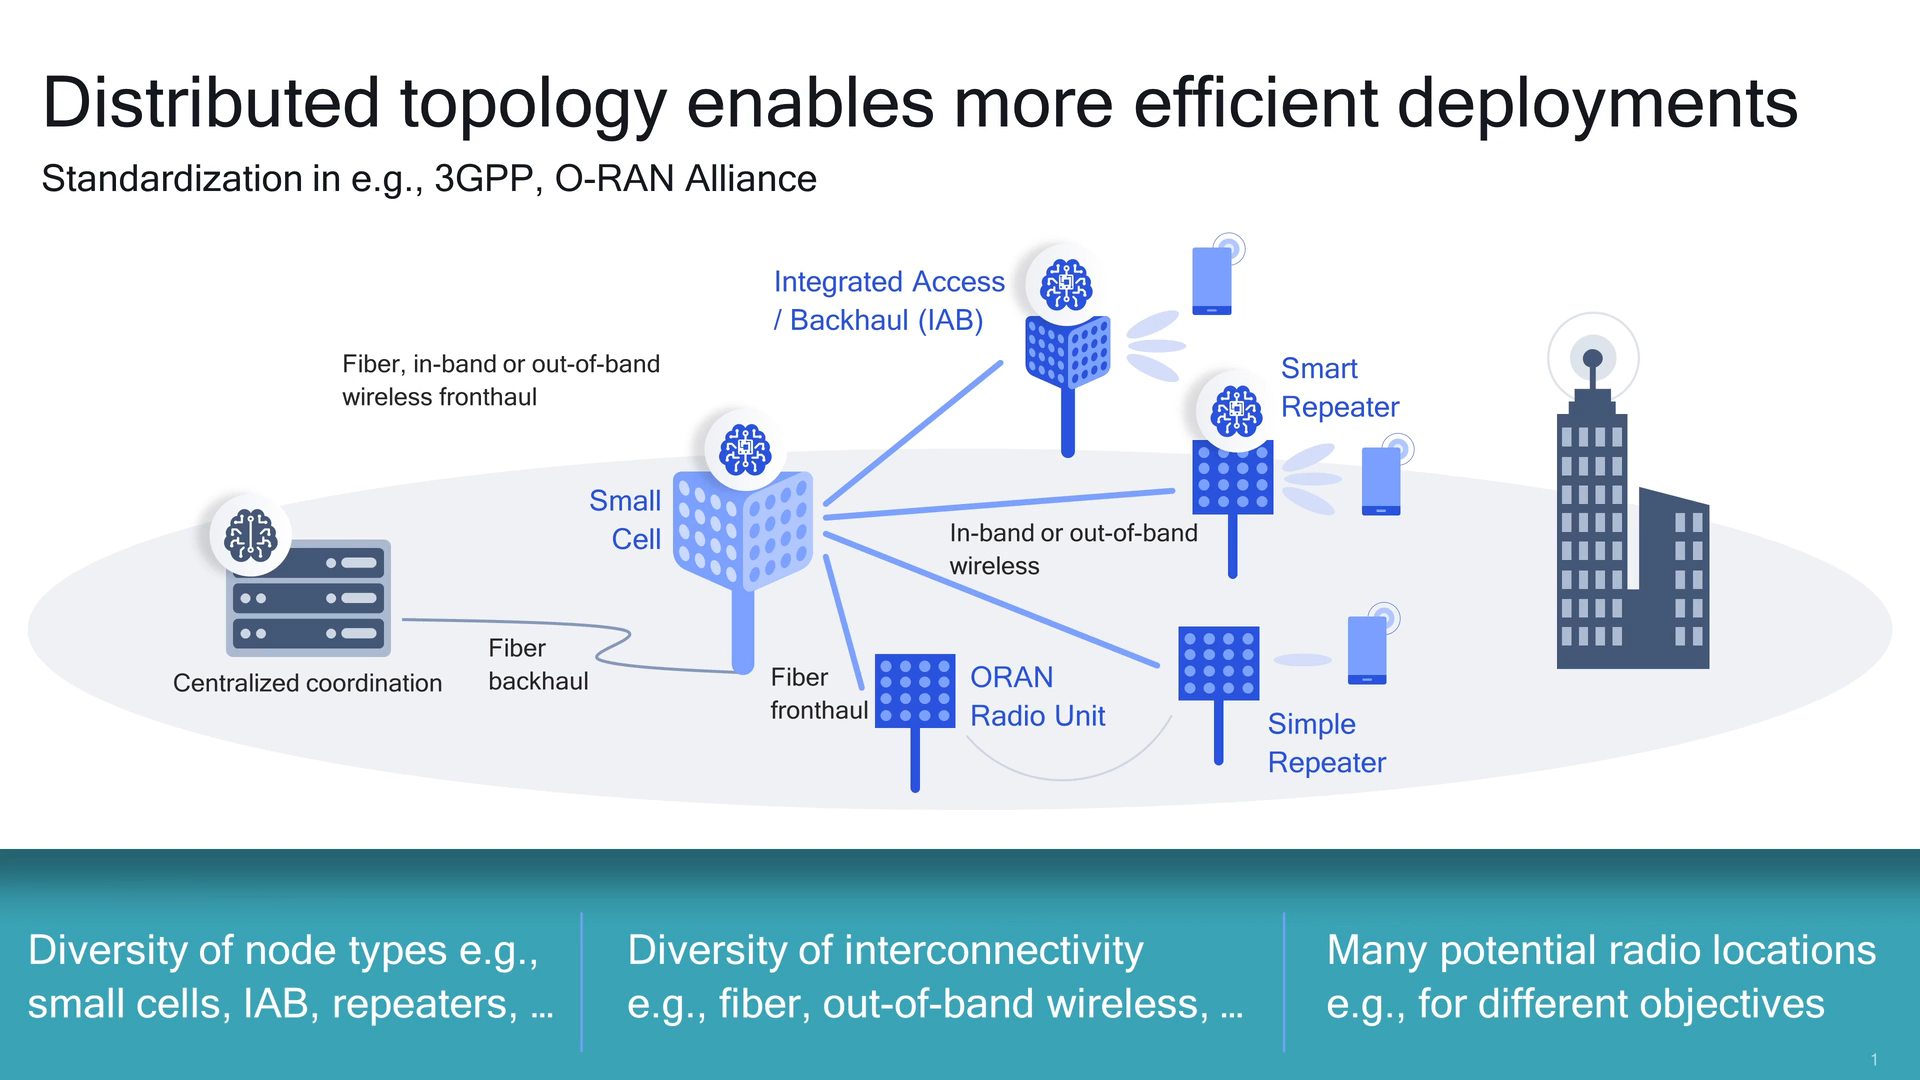 Distributed topology enables more efficient deployments
Standardization in e.g., 3GPP, O-RAN Alliance
Integrated Access
/ Backhaul (IAB)
Fiber, in-band or out-of-band
wireless fronthaul
Smart
Repeater
Small
Cell
In-band or out-of-band
wireless
Centralized coordination
Fiber
backhaul
Fiber
fronthaul
ORAN
Radio Unit
Simple
Repeater
Diversity of node types e.g.,
small cells, IAB, repeaters, ...
Diversity of interconnectivity
e.g., fiber, out-of-band wireless, ...
Many potential radio locations
e.g., for different objectives
1